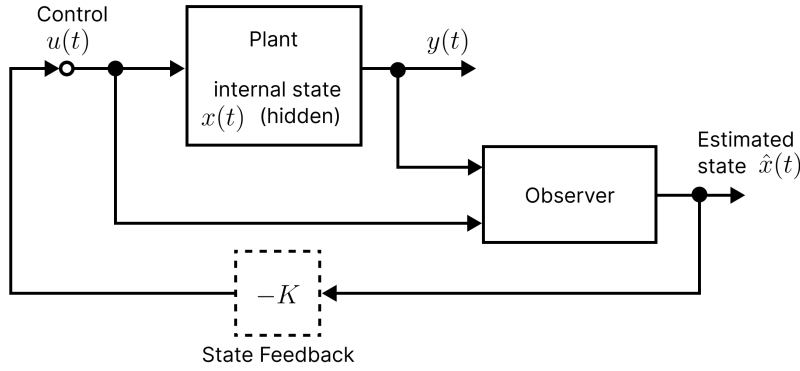 Control
u(t)
Plant
y(t)
internal state
x(t) (hidden)
Estimated
state x̂(t)
Observer
−K
State Feedback